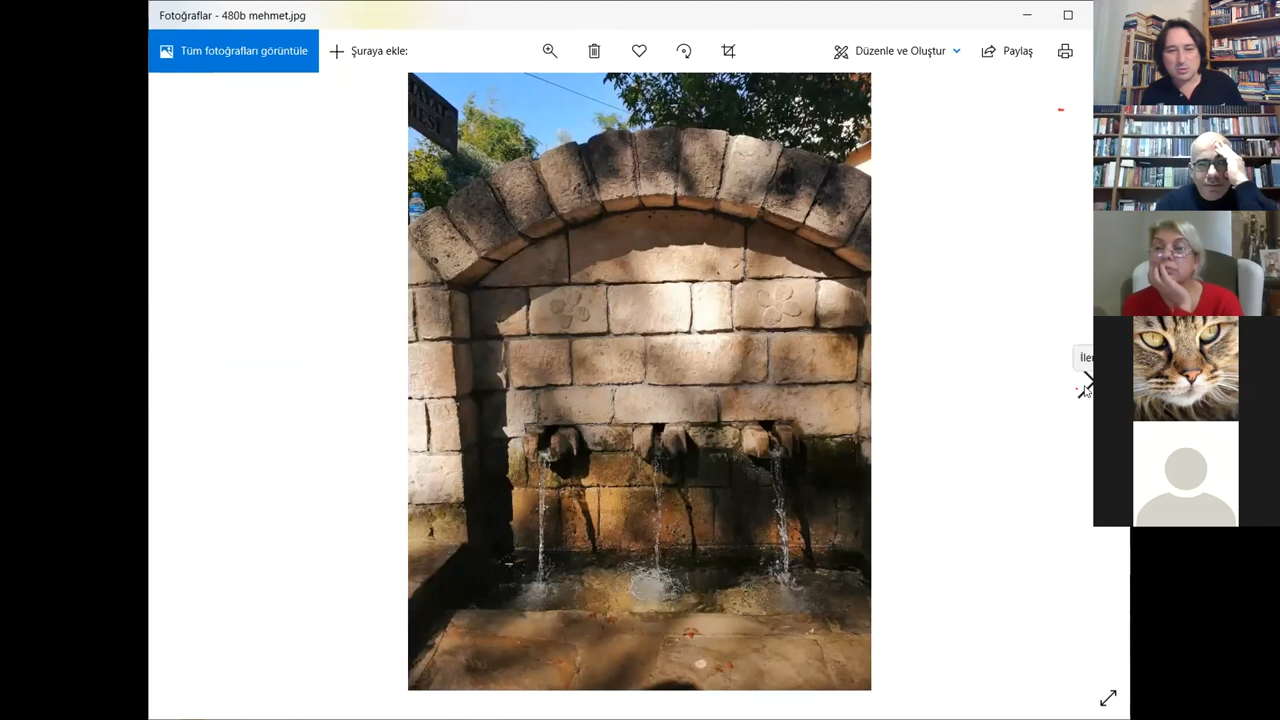 Fotoğraflar - 480b mehmet.jpg
Tüm fotoğrafları görüntüle
Şuraya ekle:
Düzenle ve Oluştur
Paylaş